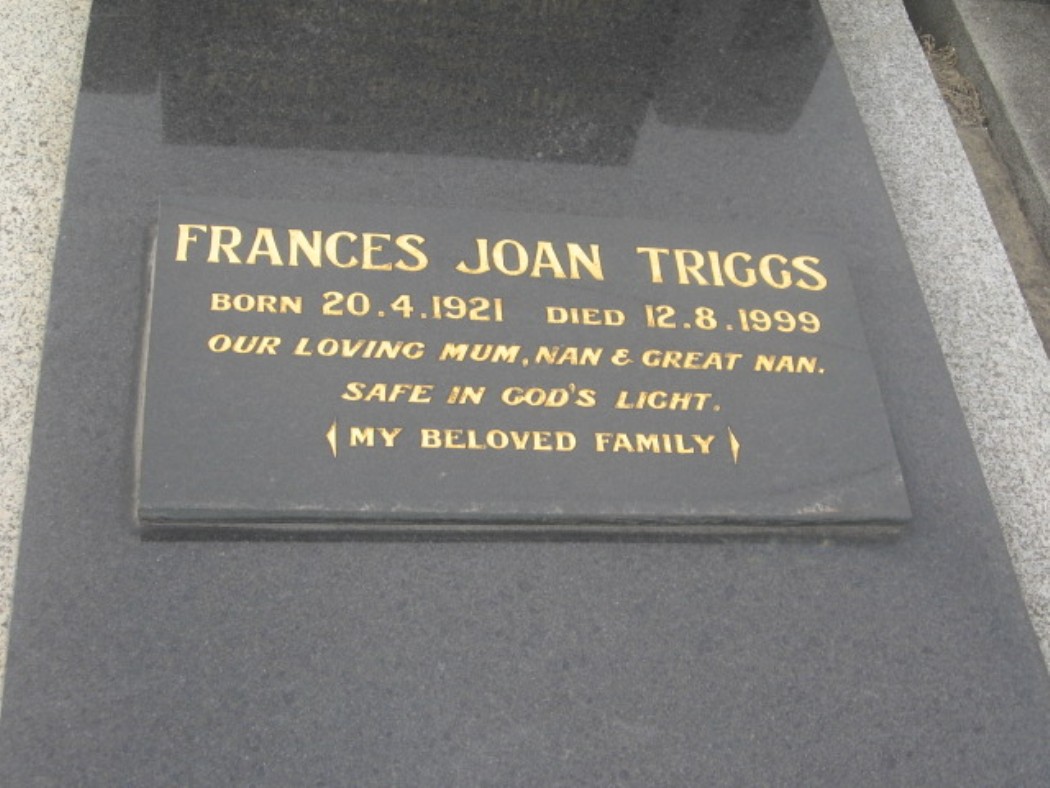 FRANCES JOAN TRIGGS
BORN 20.4.1921 DIED 12.8.1999
OUR LOVING MUM, NAN & GREAT NAN.
SAFE IN GOD'S LIGHT.
(MY BELOVED FAMILY)